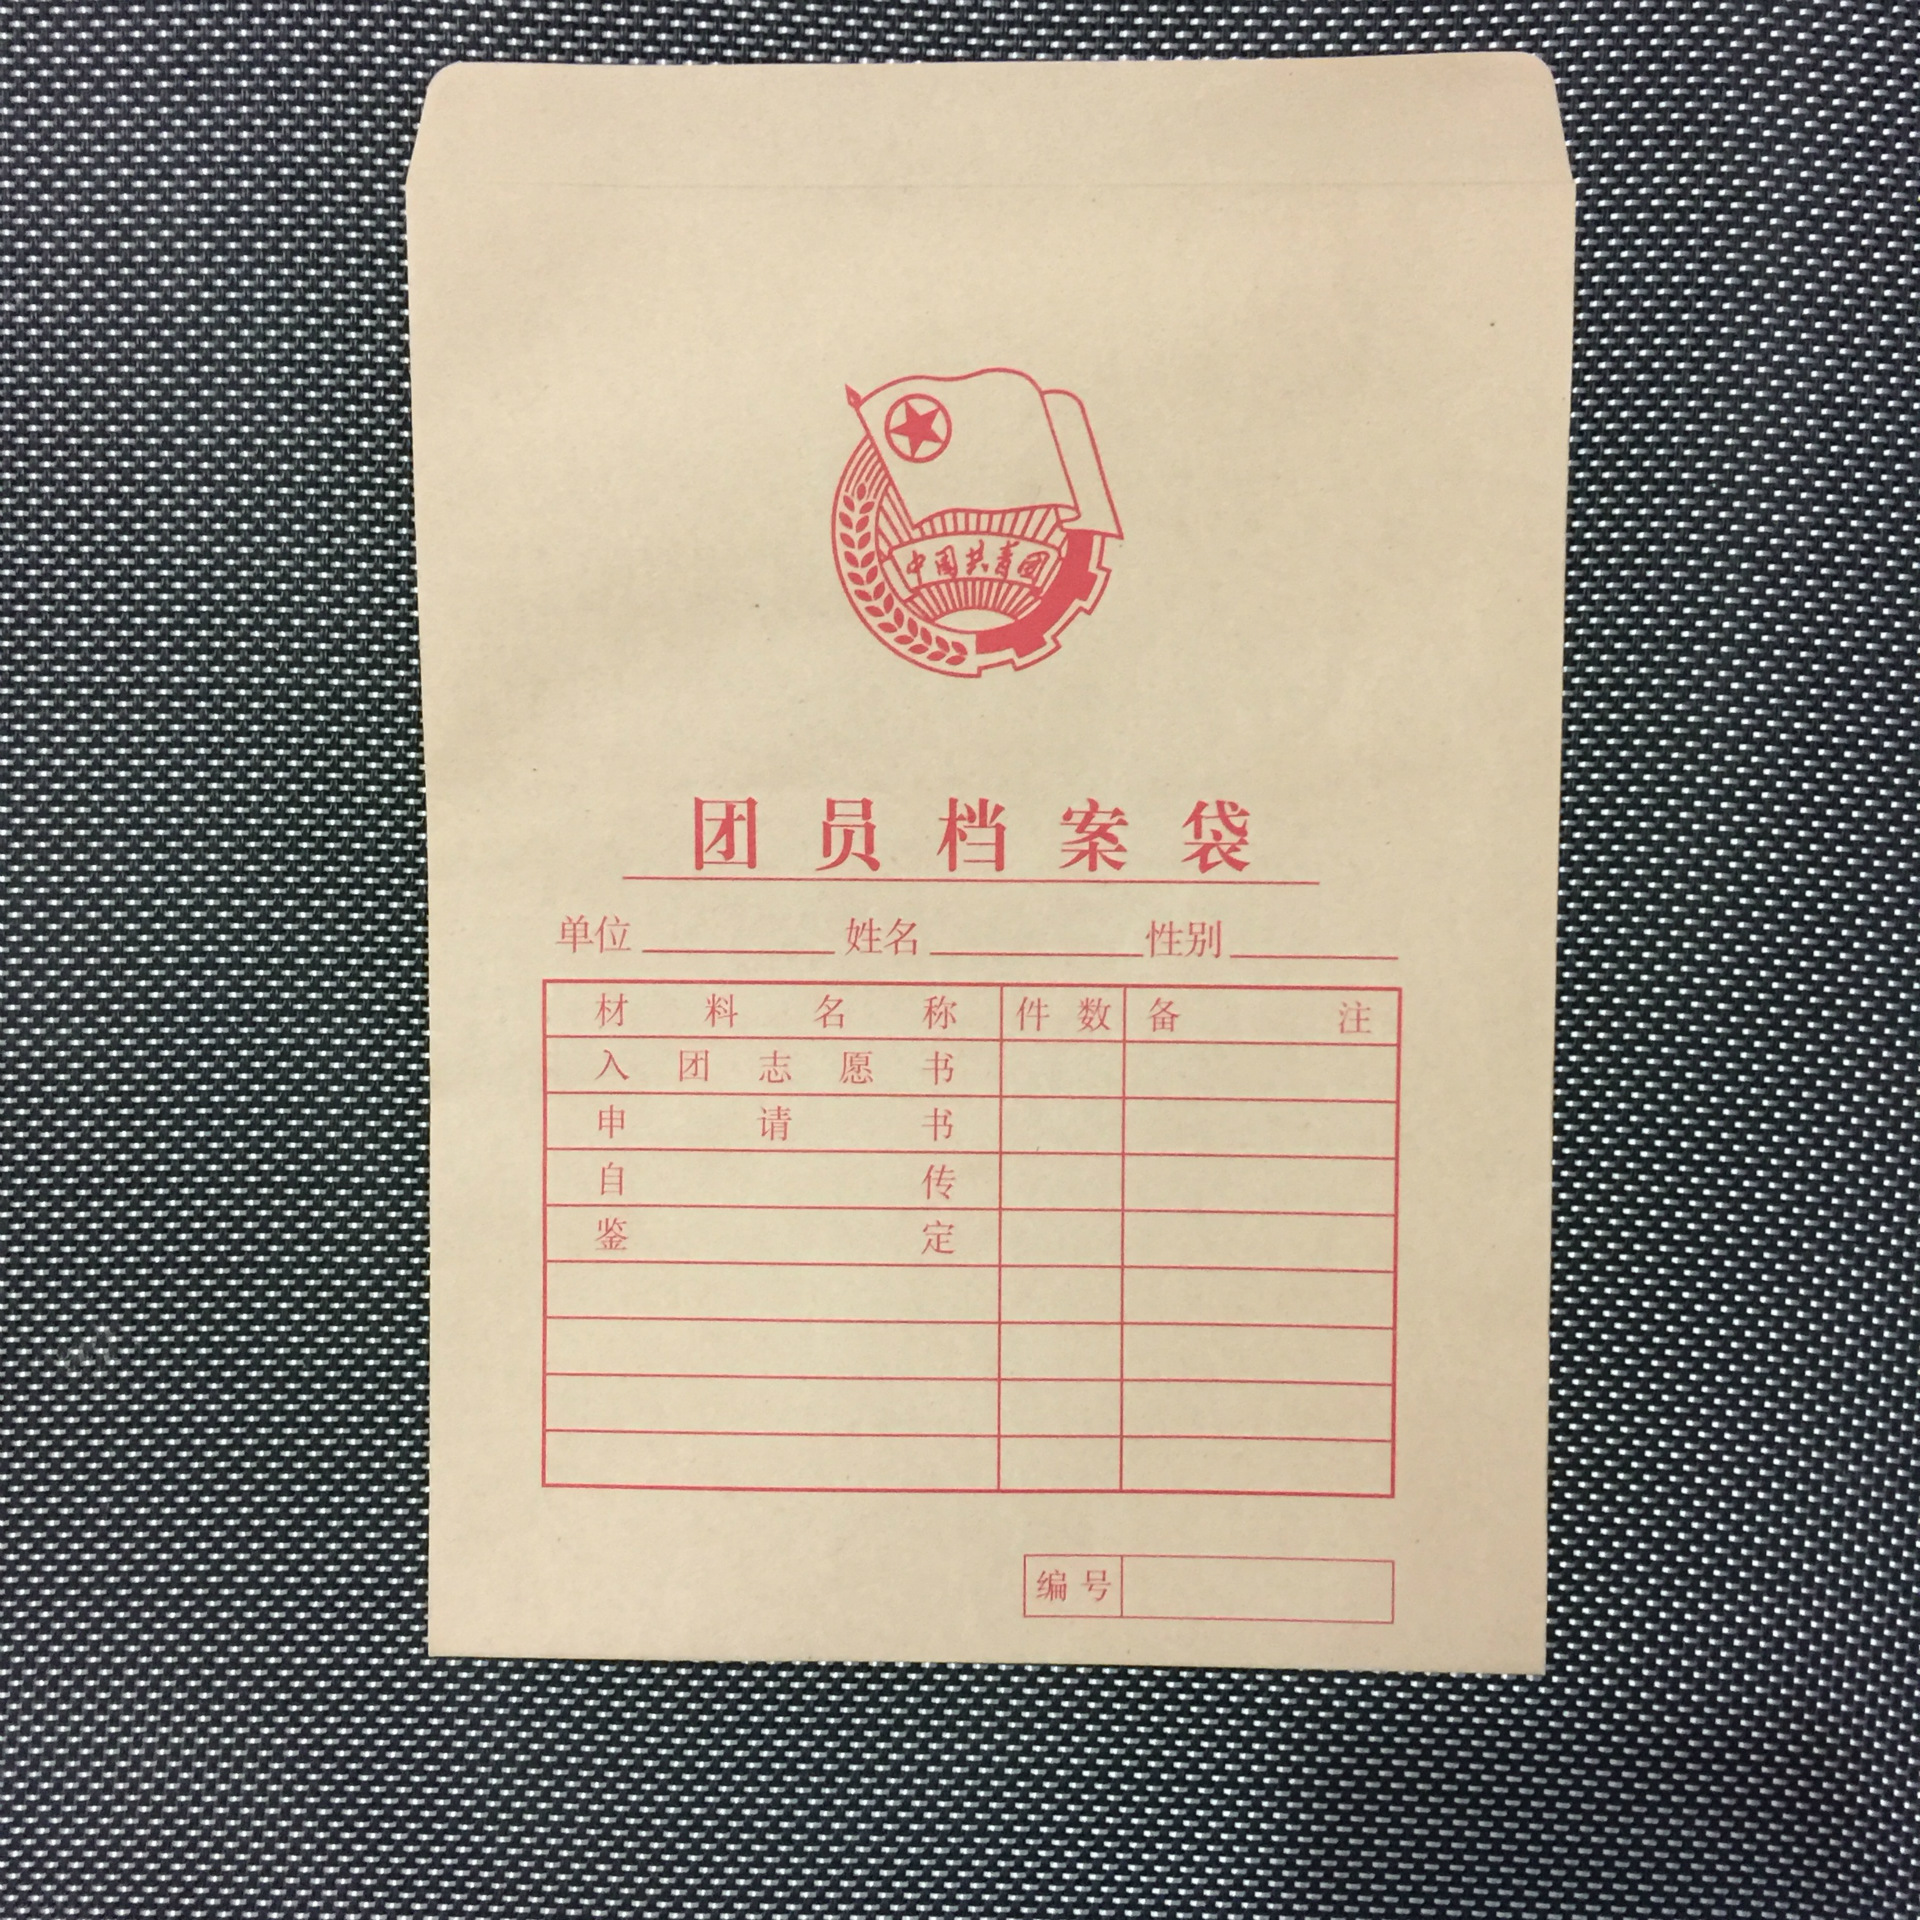 中国共青团
团员档案袋
单位 姓名 性别
材料名称 件数 备注
入团志愿书
申请书
自传
鉴定
编号